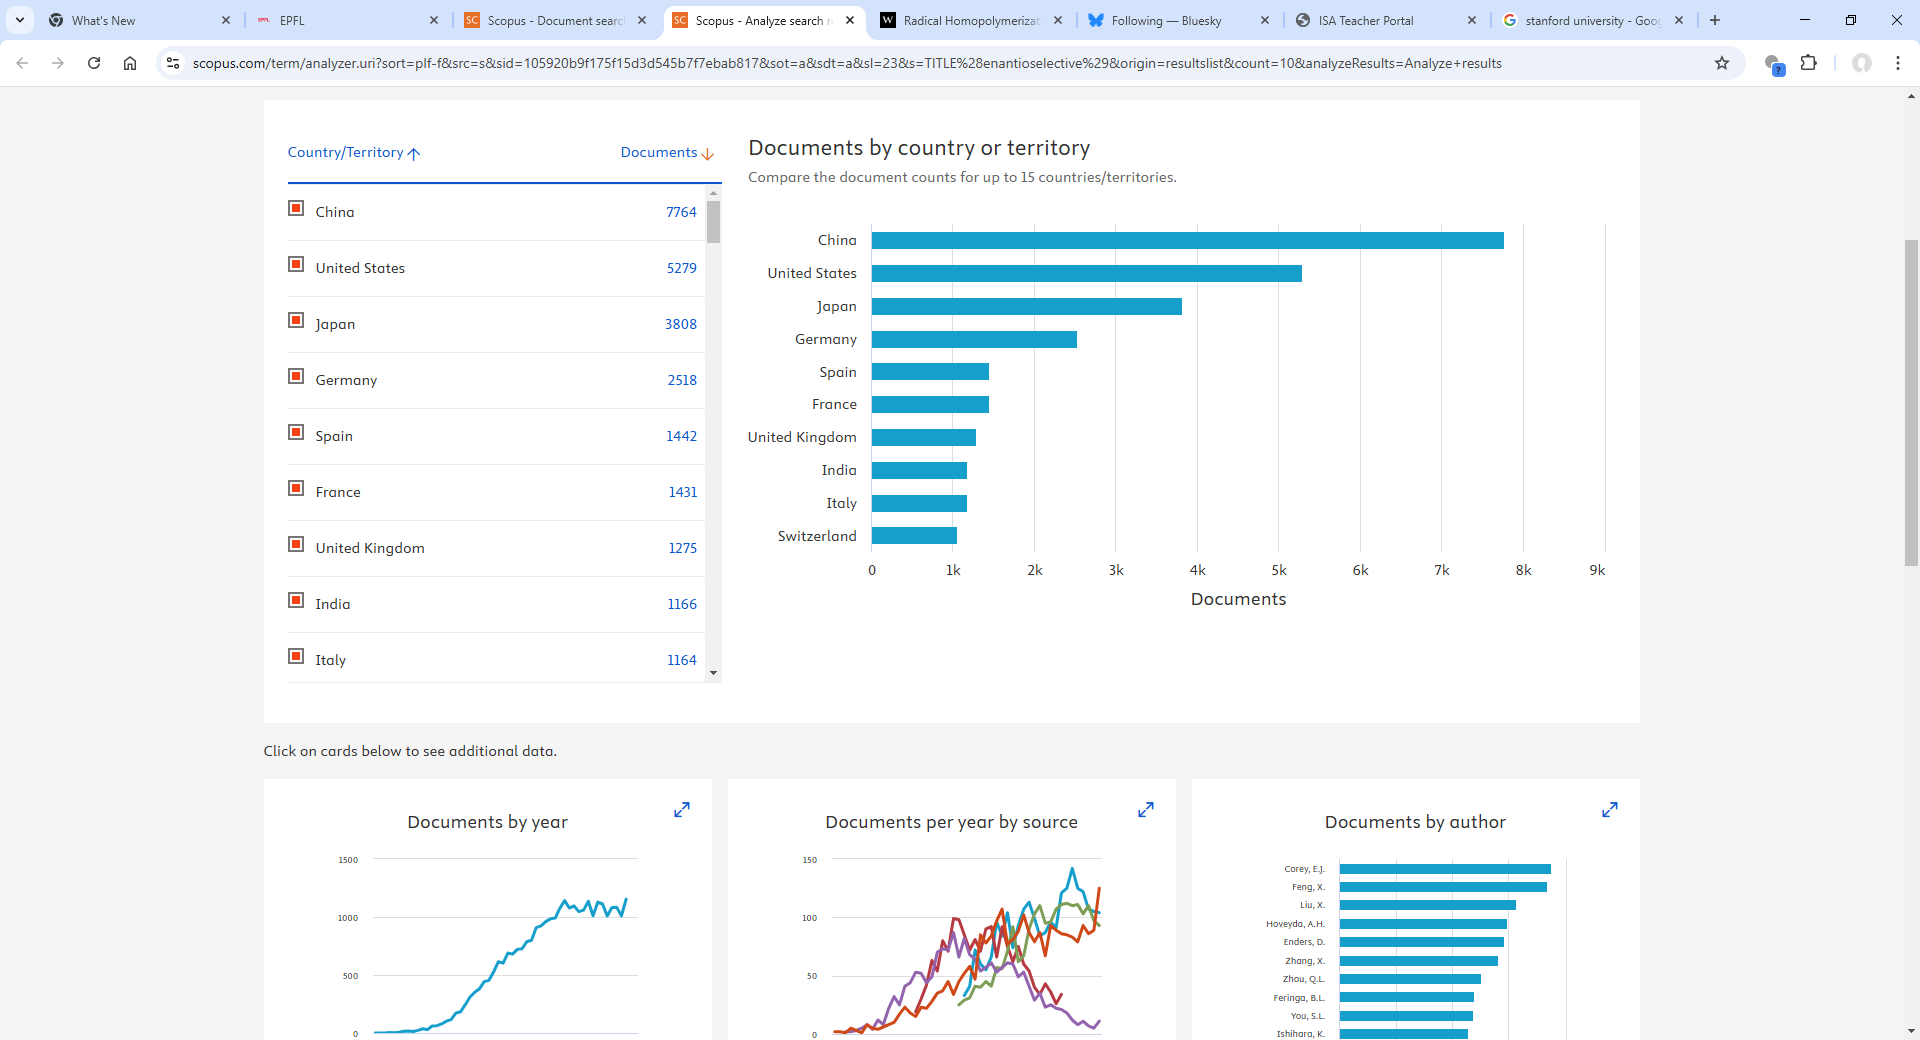 What's New
EPFL
EPFL
SC
Scopus - Document searc
SC
Scopus - Analyze search r
W
Radical Homopolymerizat
Following — Bluesky
ISA Teacher Portal
G
stanford university - Goog
scopus.com/term/analyzer.uri?sort=plf-f&src=s&sid=105920b9f175f15d3d545b7f7ebab817&sot=a&sdt=a&sl=23&s=TITLE%28enantioselective%29&origin=resultslist&count=10&analyzeResults=Analyze+results
?
Country/Territory
Documents
China 7764
United States 5279
Japan 3808
Germany 2518
Spain 1442
France 1431
United Kingdom 1275
India 1166
Italy 1164
Documents by country or territory
Compare the document counts for up to 15 countries/territories.
China
United States
Japan
Germany
Spain
France
United Kingdom
India
Italy
Switzerland
0 1k 2k 3k 4k 5k 6k 7k 8k 9k
Documents
Click on cards below to see additional data.
Documents by year
1500
1000
500
0
Documents per year by source
150
100
50
0
Documents by author
Corey, E.J.
Feng, X.
Liu, X.
Hoveyda, A.H.
Enders, D.
Zhang, X.
Zhou, Q.L.
Feringa, B.L.
You, S.L.
Ishihara, K.